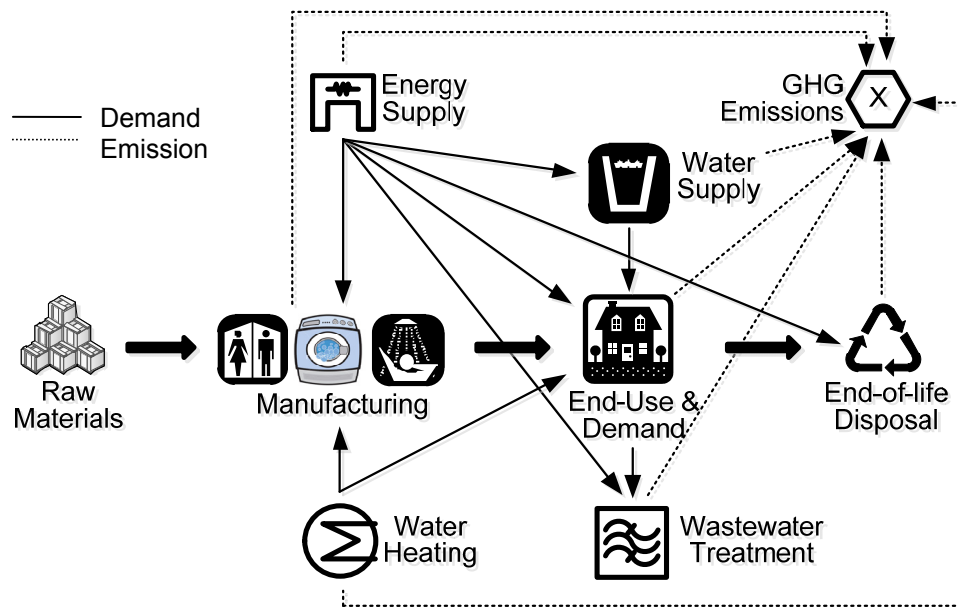 Energy
Supply
GHG
Emissions
X
Demand
Emission
Water
Supply
Raw
Materials
Manufacturing
End-Use &
Demand
End-of-life
Disposal
Water
Heating
Wastewater
Treatment